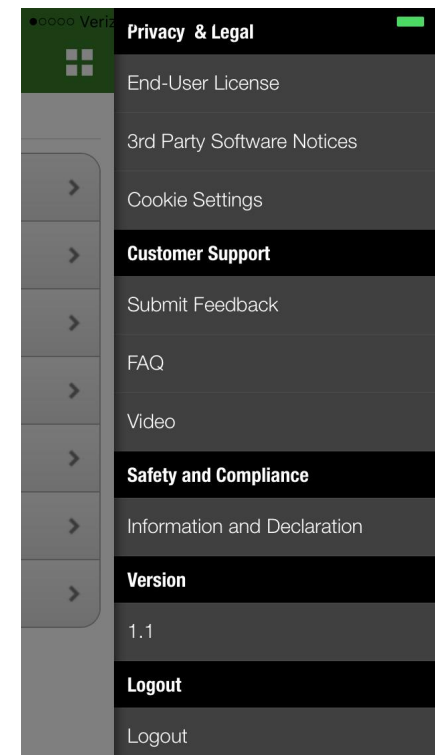 Veriz
Privacy & Legal
End-User License
3rd Party Software Notices
Cookie Settings
Customer Support
Submit Feedback
FAQ
Video
Safety and Compliance
Information and Declaration
Version
1.1
Logout
Logout